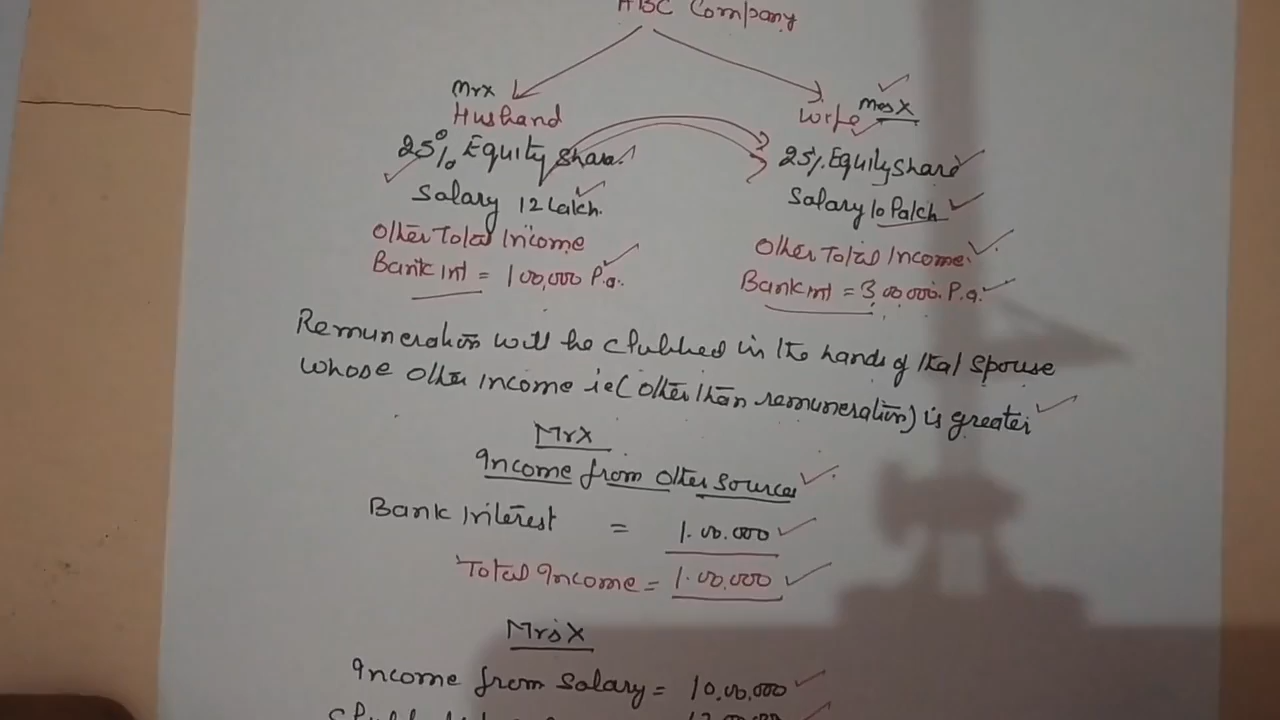 ABC Company
MrX
Husband
Wife MrsX
25% Equity Share.
25% Equity Share
Salary 12 Lakh.
Salary 10 Lakh
Other Total Income
Other Total Income.
Bank int = 1,00,000 P.a.
Bank int = 3,00,000. P.a.
Remuneration will be clubbed in the hands of that spouse
whose other income ie (other than remuneration) is greater
MrX
Income from other sources
Bank Interest = 1.00.000
Total Income = 1.00.000
MrsX
Income from Salary = 10,00,000